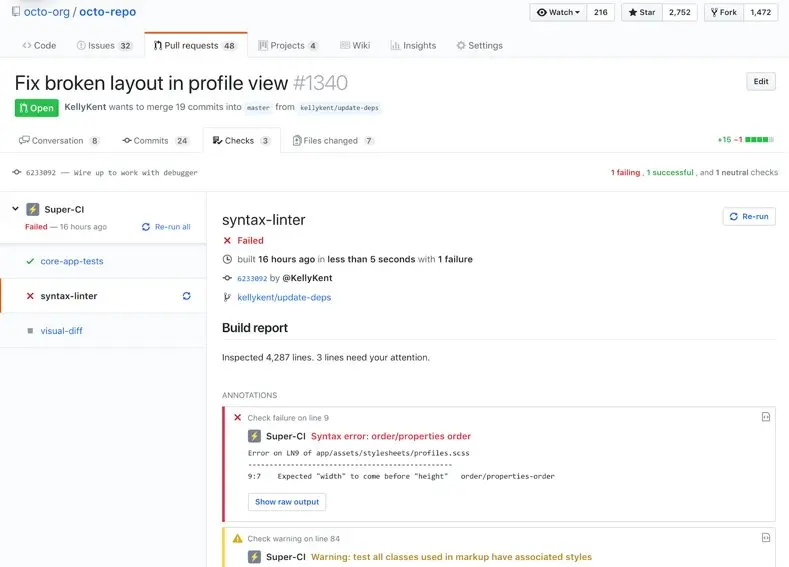 octo-org / octo-repo
Watch 216 Star 2,752 Fork 1,472
Code Issues 32 Pull requests 48 Projects 4 Wiki Insights Settings
Fix broken layout in profile view #1340
Edit
Open KellyKent wants to merge 19 commits into master from kellykent/update-deps
Conversation 8 Commits 24 Checks 3 Files changed 7 +15 −1
6233092 — Wire up to work with debugger
1 failing , 1 successful , and 1 neutral checks
Super-CI
Failed — 16 hours ago Re-run all
core-app-tests
syntax-linter
visual-diff
syntax-linter
Re-run
Failed
built 16 hours ago in less than 5 seconds with 1 failure
6233092 by @KellyKent
kellykent/update-deps
Build report
Inspected 4,287 lines. 3 lines need your attention.
ANNOTATIONS
Check failure on line 9
Super-CI Syntax error: order/properties order
Error on LN9 of app/assets/stylesheets/profiles.scss
------------------------------------------------
9:7 Expected "width" to come before "height" order/properties-order
Show raw output
Check warning on line 84
Super-CI Warning: test all classes used in markup have associated styles